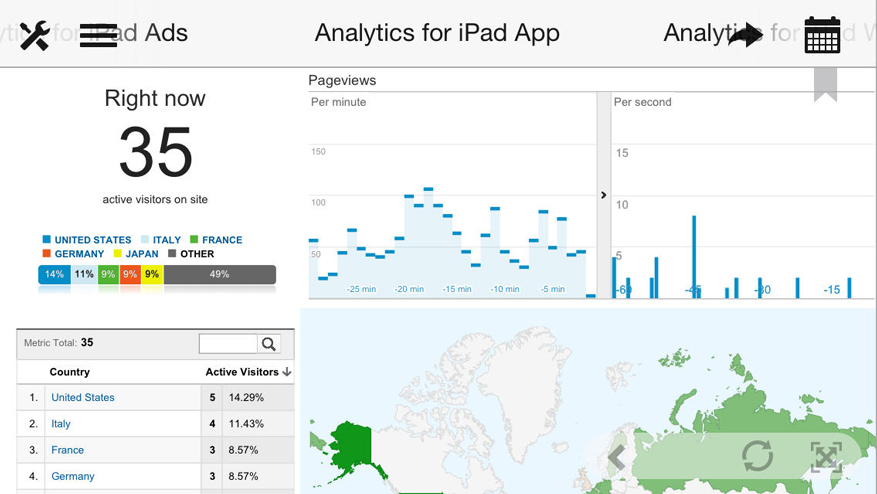 ytics for iPad Ads
Analytics for iPad App
Analytics for iPad W
Right now
35
active visitors on site
UNITED STATES ITALY FRANCE
GERMANY JAPAN OTHER
14% 11% 9% 9% 9% 49%
Metric Total: 35
Country Active Visitors
1. United States 5 14.29%
2. Italy 4 11.43%
3. France 3 8.57%
4. Germany 3 8.57%
Pageviews
Per minute
150
100
50
-25 min -20 min -15 min -10 min -5 min
Per second
15
10
5
-60 -45 -30 -15